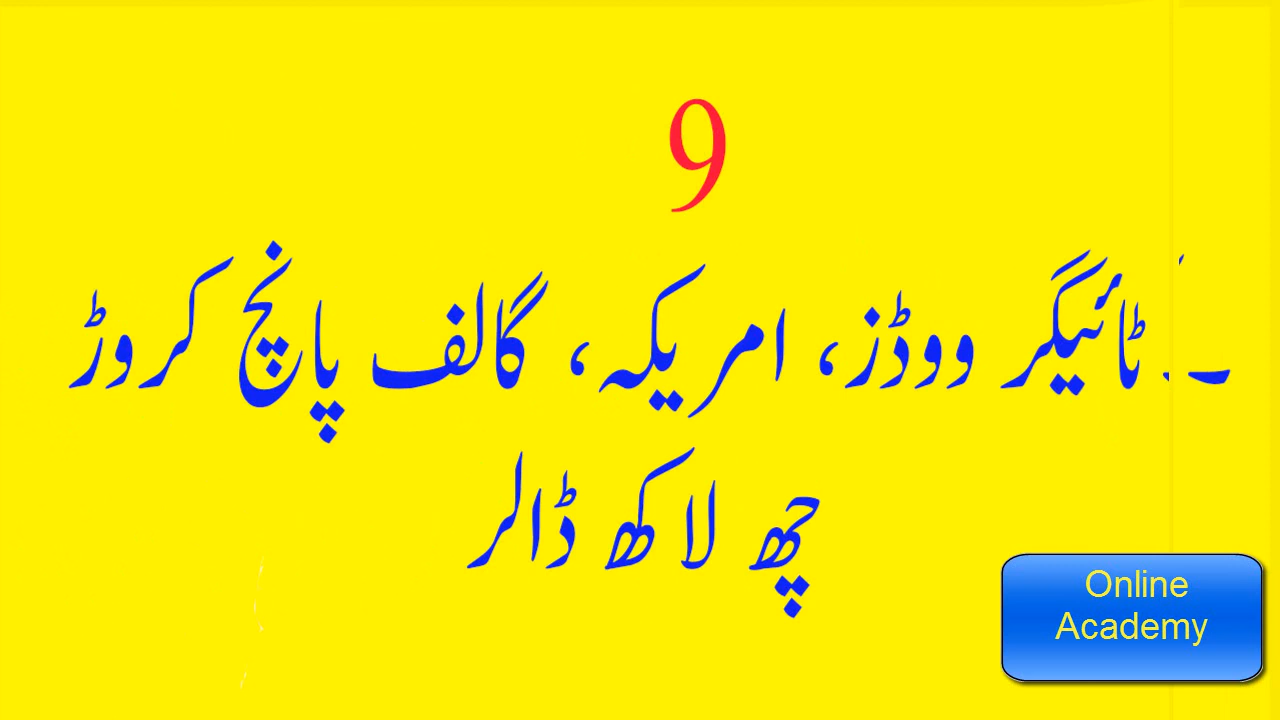 9
۔ ٹائیگر ووڈز، امریکہ، گالف پانچ کروڑ
چھ لاکھ ڈالر
Online
Academy